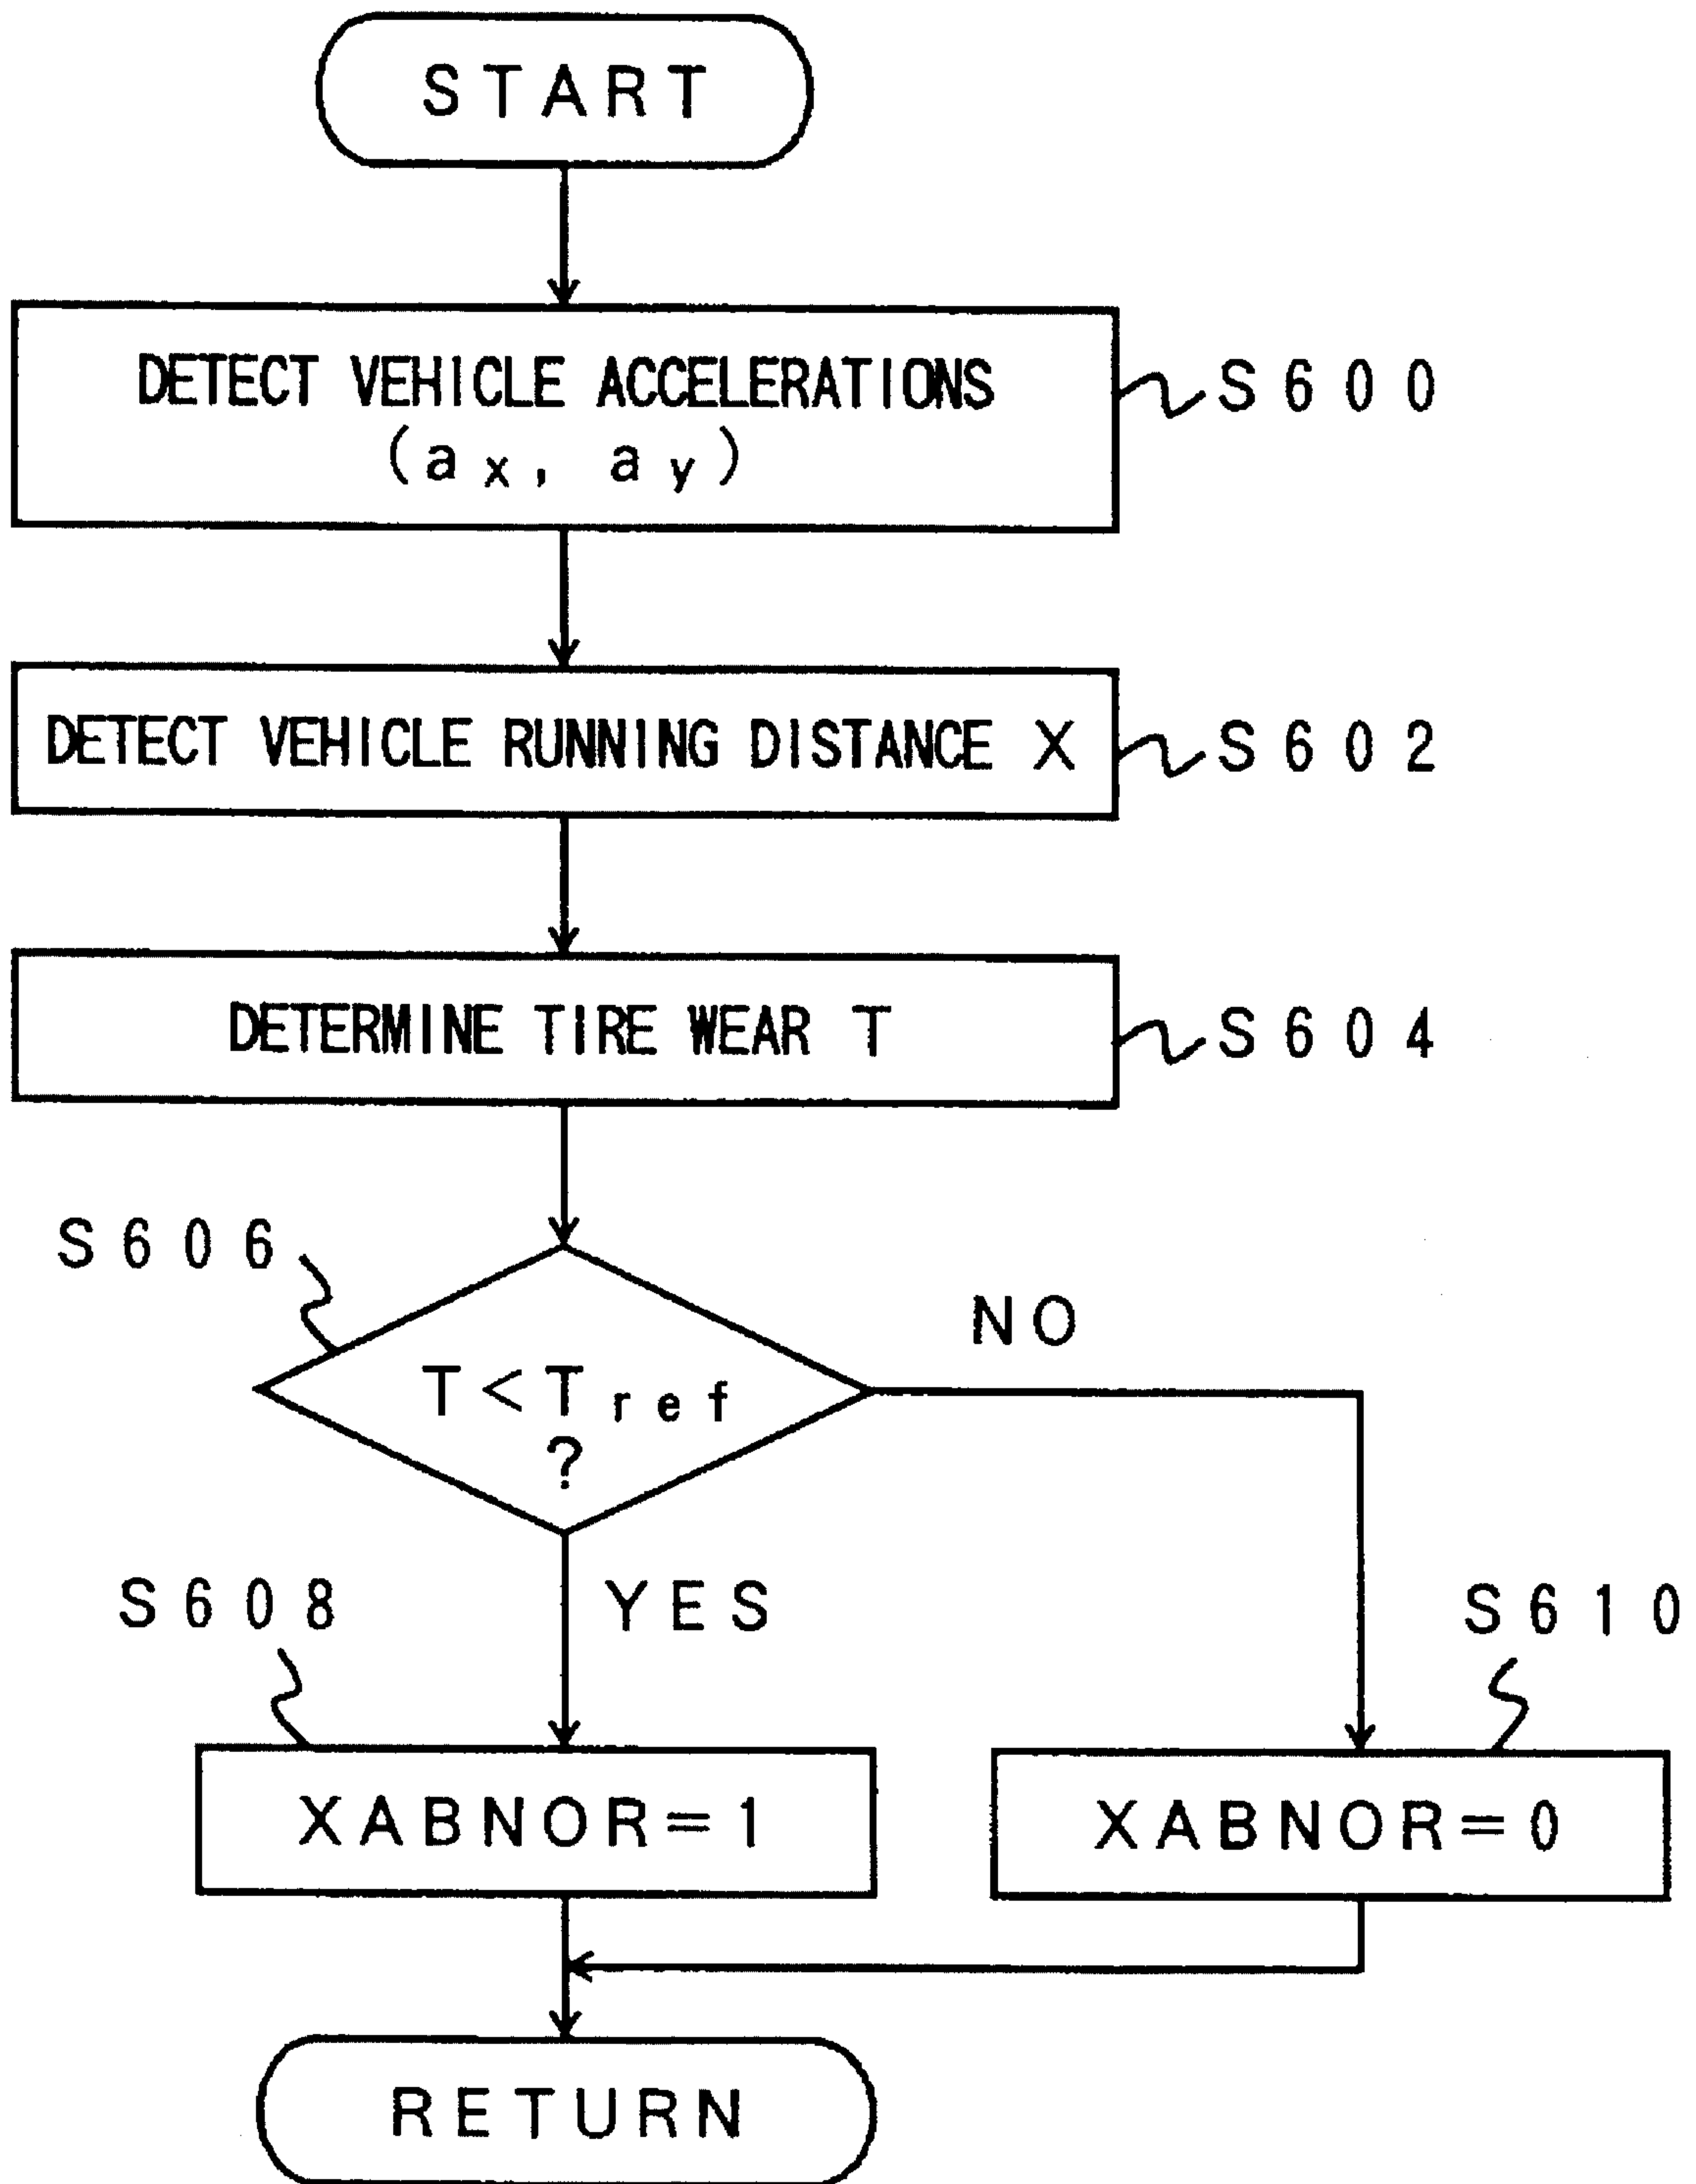 START
DETECT VEHICLE ACCELERATIONS
(ax, ay)
S600
DETECT VEHICLE RUNNING DISTANCE X
S602
DETERMINE TIRE WEAR T
S604
S606
T<Tref
?
NO
YES
S608
XABNOR=1
S610
XABNOR=0
RETURN